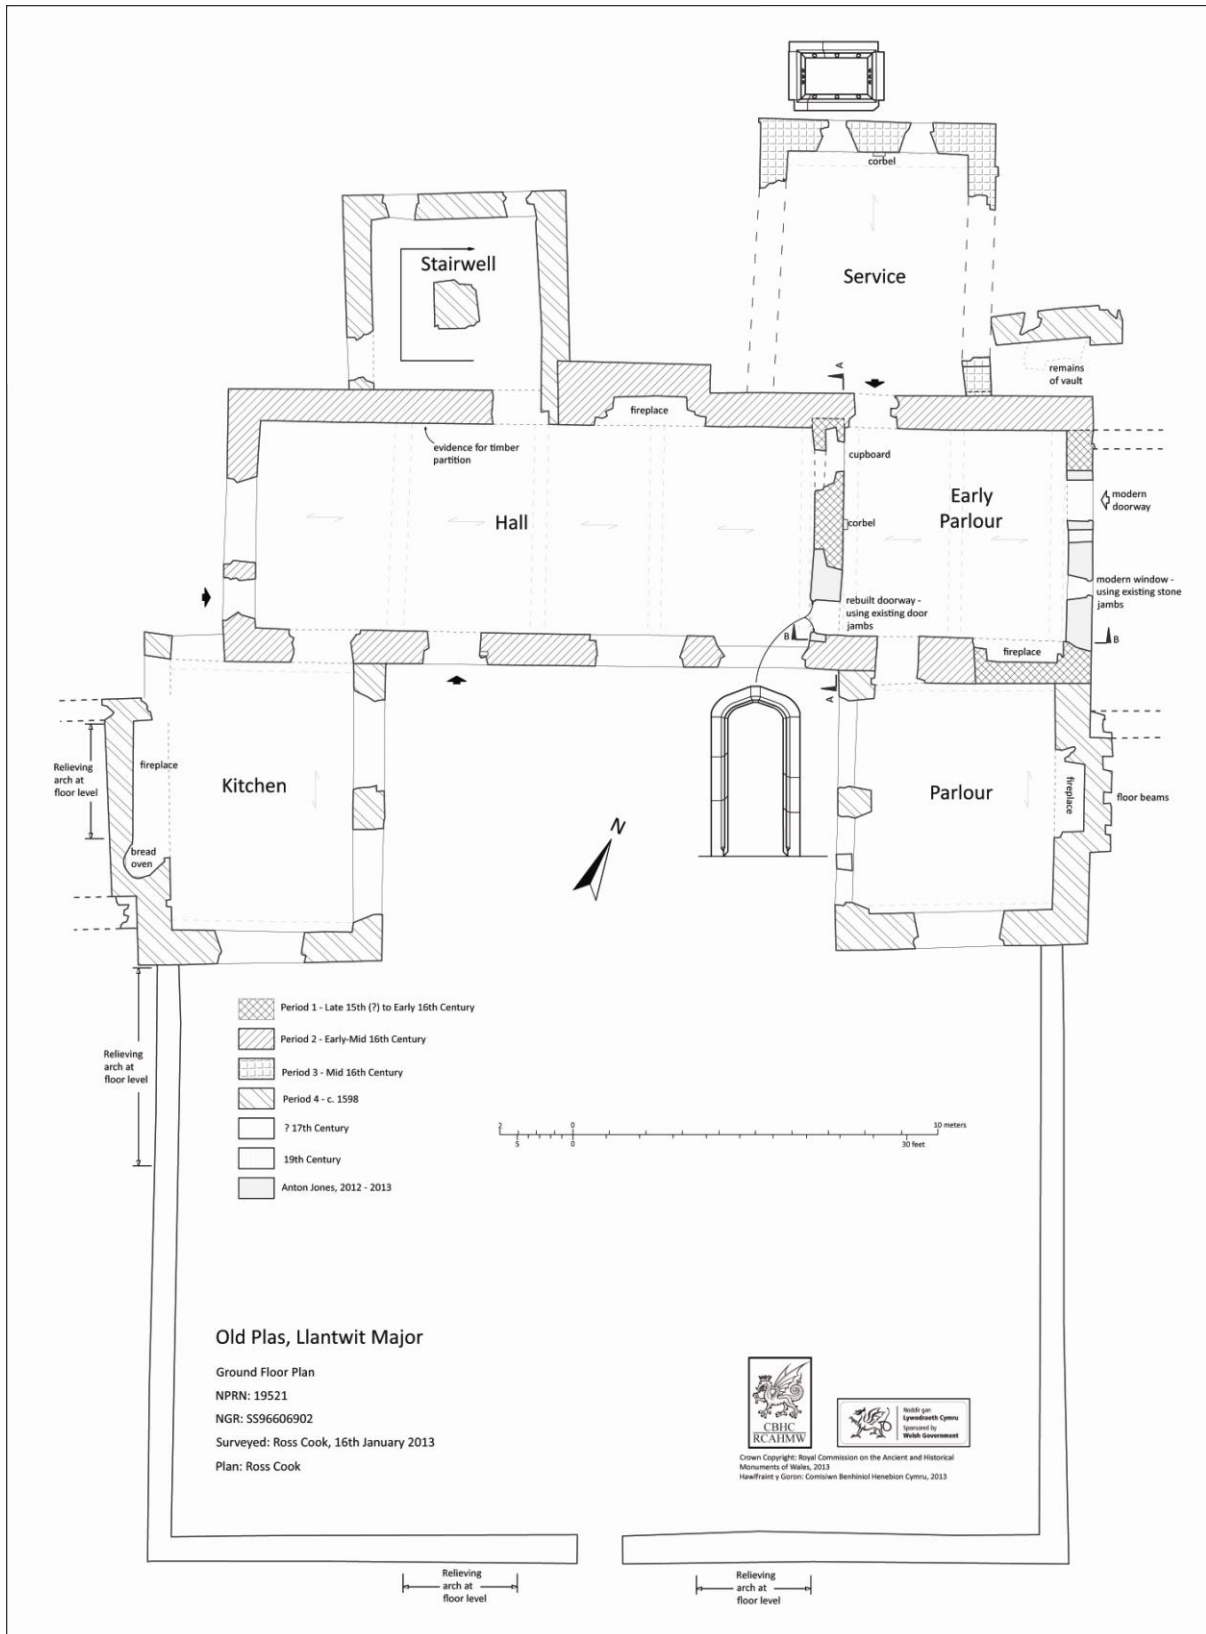 corbel
Stairwell
Service
remains
of vault
A
fireplace
evidence for timber
partition
cupboard
Hall
corbel
Early
Parlour
modern
doorway
modern window -
using existing stone
jambs
rebuilt doorway -
using existing door
jambs
B
B
fireplace
A
Relieving
arch at
floor level
fireplace
Kitchen
bread
oven
N
Parlour
fireplace
floor beams
Period 1 - Late 15th (?) to Early 16th Century
Period 2 - Early-Mid 16th Century
Period 3 - Mid 16th Century
Period 4 - c. 1598
? 17th Century
19th Century
Anton Jones, 2012 - 2013
Relieving
arch at
floor level
2 0 10 meters
5 0 30 feet
Old Plas, Llantwit Major
Ground Floor Plan
NPRN: 19521
NGR: SS96606902
Surveyed: Ross Cook, 16th January 2013
Plan: Ross Cook
CBHC
RCAHMW
Noddir gan
Lywodraeth Cymru
Sponsored by
Welsh Government
Crown Copyright: Royal Commission on the Ancient and Historical
Monuments of Wales, 2013
Hawlfraint y Goron: Comisiwn Benhiniol Henebion Cymru, 2013
Relieving
arch at
floor level
Relieving
arch at
floor level